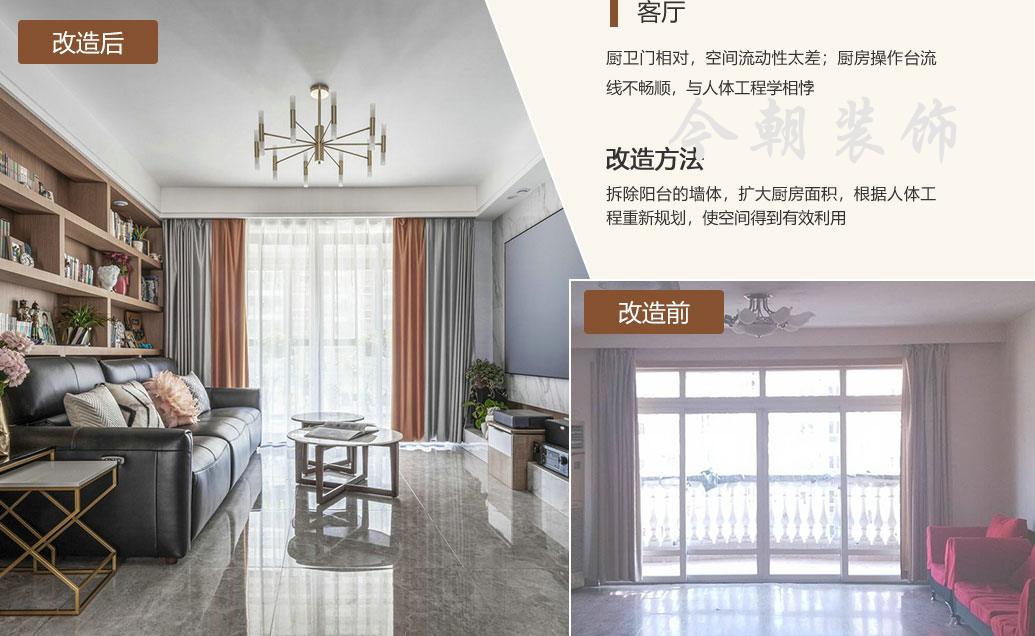 改造后
客厅
厨卫门相对，空间流动性太差；厨房操作台流
线不畅顺，与人体工程学相悖
今朝装饰
改造方法
拆除阳台的墙体，扩大厨房面积，根据人体工
程重新规划，使空间得到有效利用
改造前